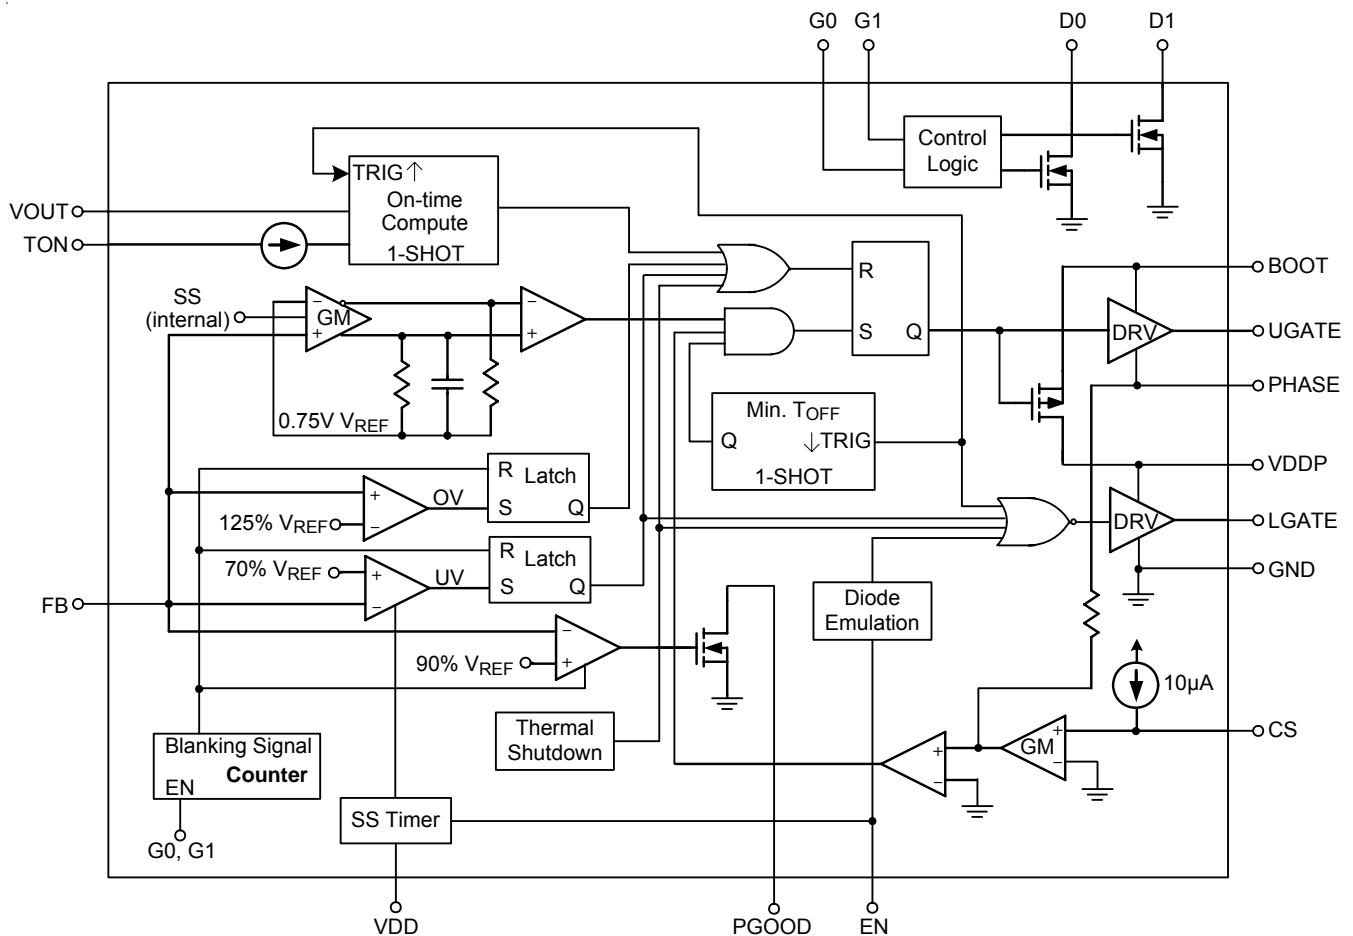 G0 G1 D0 D1
Control
Logic
TRIG ↑
On-time
Compute
1-SHOT
VOUT
TON
SS
(internal)
−
GM
+
−
+
0.75V VREF
R
S Q
BOOT
DRV
UGATE
PHASE
Min. TOFF
Q ↓TRIG
1-SHOT
VDDP
DRV
LGATE
GND
R Latch
S Q
+
−
OV
125% VREF
R Latch
S Q
70% VREF
+
−
UV
FB
−
+
90% VREF
Diode
Emulation
10µA
Thermal
Shutdown
+
−
GM
+
−
CS
Blanking Signal
Counter
EN
G0, G1
SS Timer
VDD
PGOOD
EN